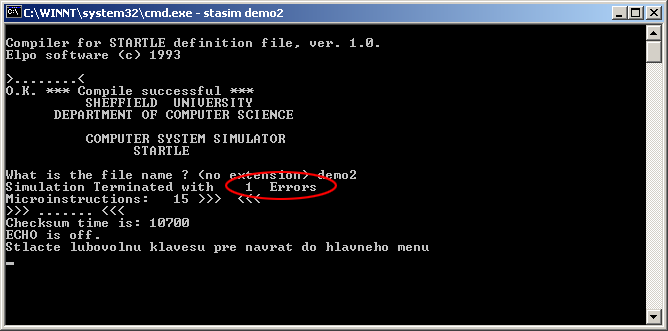 C:\WINNT\system32\cmd.exe - stasim demo2
Compiler for STARTLE definition file, ver. 1.0.
Elpo software (c) 1993
>........<
O.K. *** Compile successful ***
SHEFFIELD  UNIVERSITY
DEPARTMENT OF COMPUTER SCIENCE
COMPUTER SYSTEM SIMULATOR
STARTLE
What is the file name ? (no extension) demo2
Simulation Terminated with    1  Errors
Microinstructions:   15 >>>  <<<
>>> ....... <<<
Checksum time is: 10700
ECHO is off.
Stlacte lubovolnu klavesu pre navrat do hlavneho menu